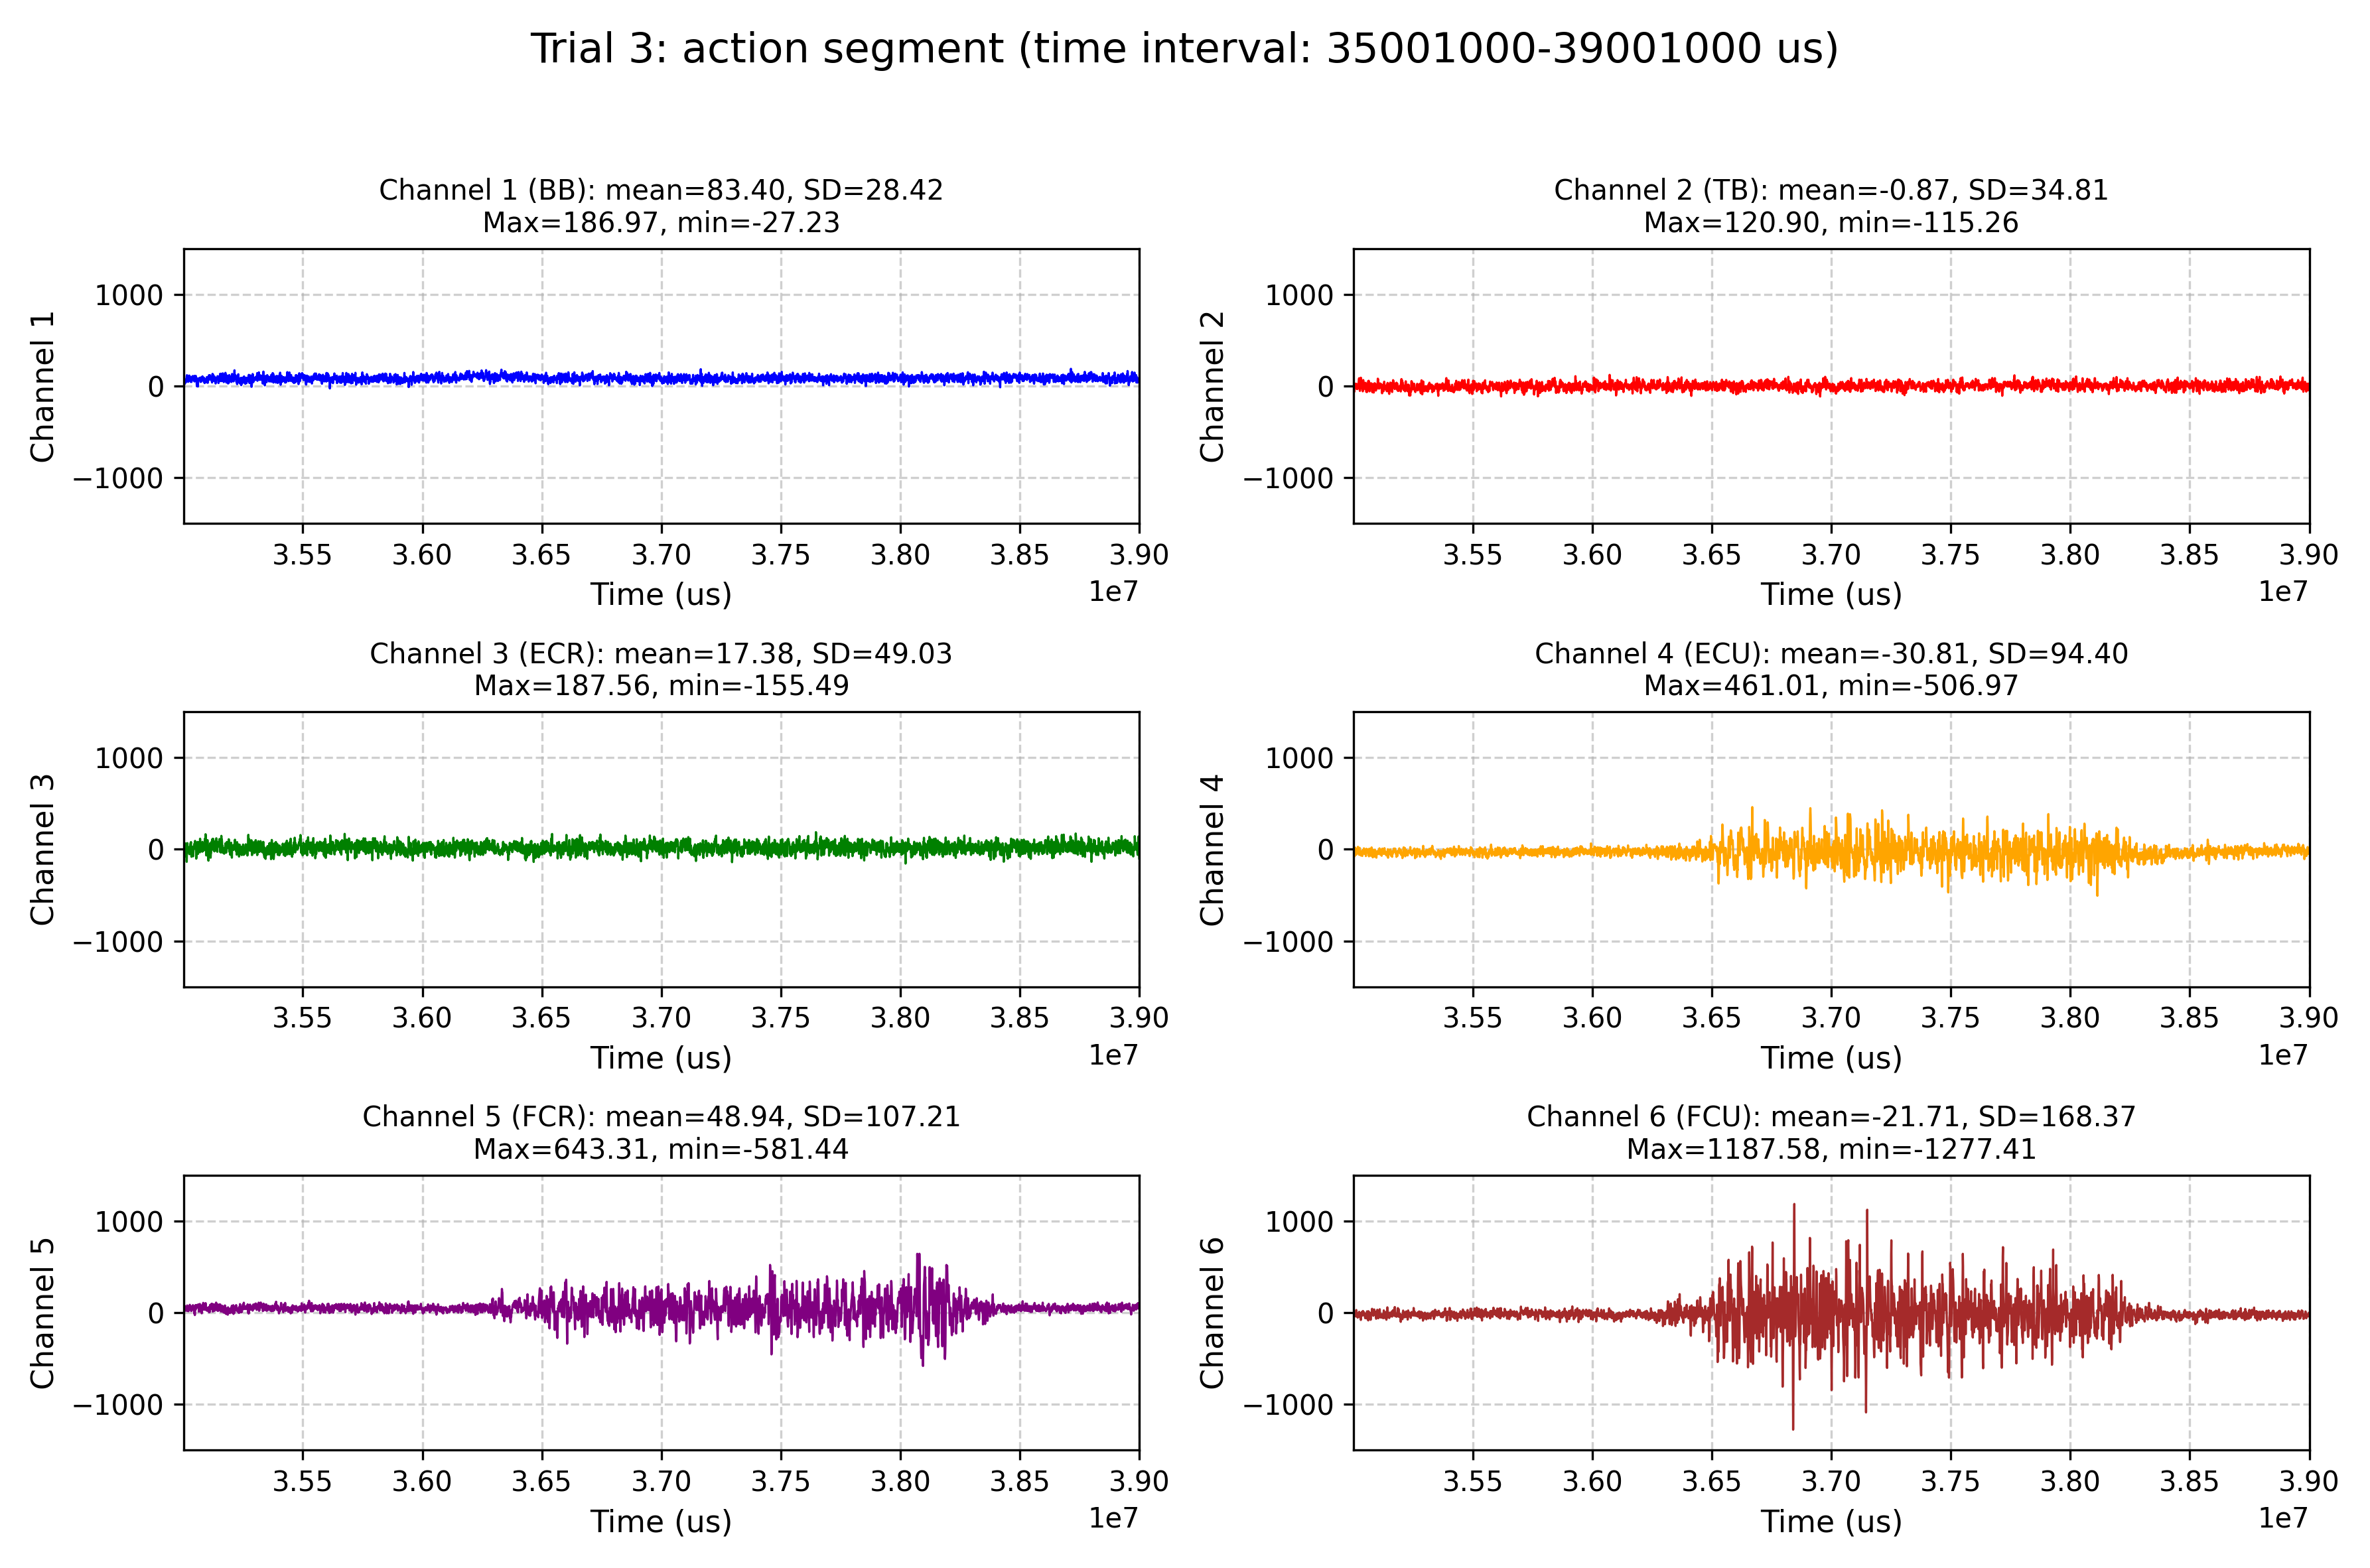 Trial 3: action segment (time interval: 35001000-39001000 us)
Channel 1 (BB): mean=83.40, SD=28.42
Max=186.97, min=-27.23
Channel 1
1000
0
−1000
3.55 3.60 3.65 3.70 3.75 3.80 3.85 3.90
Time (us)
1e7
Channel 2 (TB): mean=-0.87, SD=34.81
Max=120.90, min=-115.26
Channel 2
1000
0
−1000
3.55 3.60 3.65 3.70 3.75 3.80 3.85 3.90
Time (us)
1e7
Channel 3 (ECR): mean=17.38, SD=49.03
Max=187.56, min=-155.49
Channel 3
1000
0
−1000
3.55 3.60 3.65 3.70 3.75 3.80 3.85 3.90
Time (us)
1e7
Channel 4 (ECU): mean=-30.81, SD=94.40
Max=461.01, min=-506.97
Channel 4
1000
0
−1000
3.55 3.60 3.65 3.70 3.75 3.80 3.85 3.90
Time (us)
1e7
Channel 5 (FCR): mean=48.94, SD=107.21
Max=643.31, min=-581.44
Channel 5
1000
0
−1000
3.55 3.60 3.65 3.70 3.75 3.80 3.85 3.90
Time (us)
1e7
Channel 6 (FCU): mean=-21.71, SD=168.37
Max=1187.58, min=-1277.41
Channel 6
1000
0
−1000
3.55 3.60 3.65 3.70 3.75 3.80 3.85 3.90
Time (us)
1e7